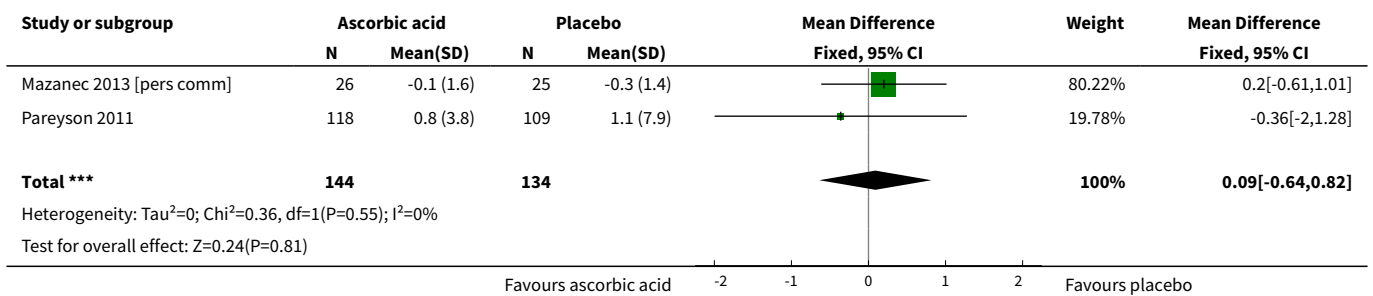 Study or subgroup Ascorbic acid Placebo Mean Difference Weight Mean Difference
N Mean(SD) N Mean(SD) Fixed, 95% CI Fixed, 95% CI
Mazanec 2013 [pers comm] 26 -0.1 (1.6) 25 -0.3 (1.4) 80.22% 0.2[-0.61,1.01]
Pareyson 2011 118 0.8 (3.8) 109 1.1 (7.9) 19.78% -0.36[-2,1.28]
Total *** 144 134 100% 0.09[-0.64,0.82]
Heterogeneity: Tau²=0; Chi²=0.36, df=1(P=0.55); I²=0%
Test for overall effect: Z=0.24(P=0.81)
Favours ascorbic acid -2 -1 0 1 2 Favours placebo